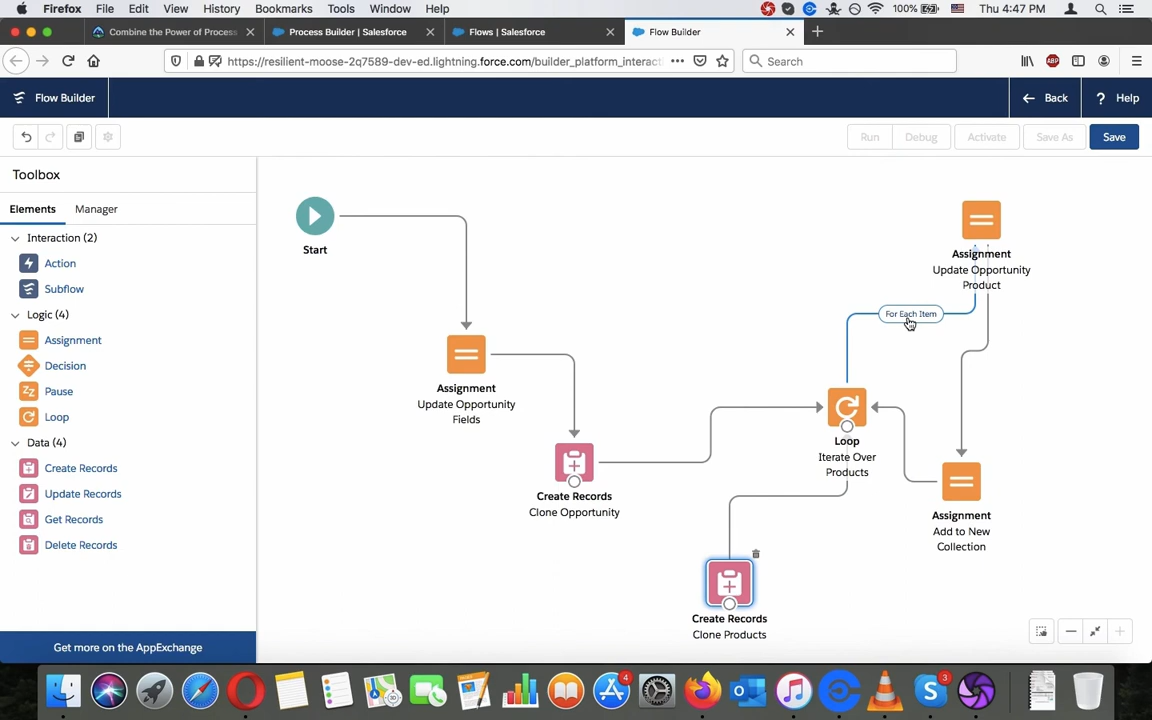 Firefox File Edit View History Bookmarks Tools Window Help 100% Thu 4:47 PM
Combine the Power of Process Process Builder | Salesforce Flows | Salesforce Flow Builder
https://resilient-moose-2q7589-dev-ed.lightning.force.com/builder_platform_interact Search ABP
Flow Builder Back ? Help
Run Debug Activate Save As Save
Toolbox
Elements Manager
Interaction (2)
Action
Subflow
Logic (4)
Assignment
Decision
Pause
Loop
Data (4)
Create Records
Update Records
Get Records
Delete Records
Get more on the AppExchange
Start
Assignment
Update Opportunity
Fields
Create Records
Clone Opportunity
Assignment
Update Opportunity
Product
For Each Item
Loop
Iterate Over
Products
Assignment
Add to New
Collection
Create Records
Clone Products
4
3